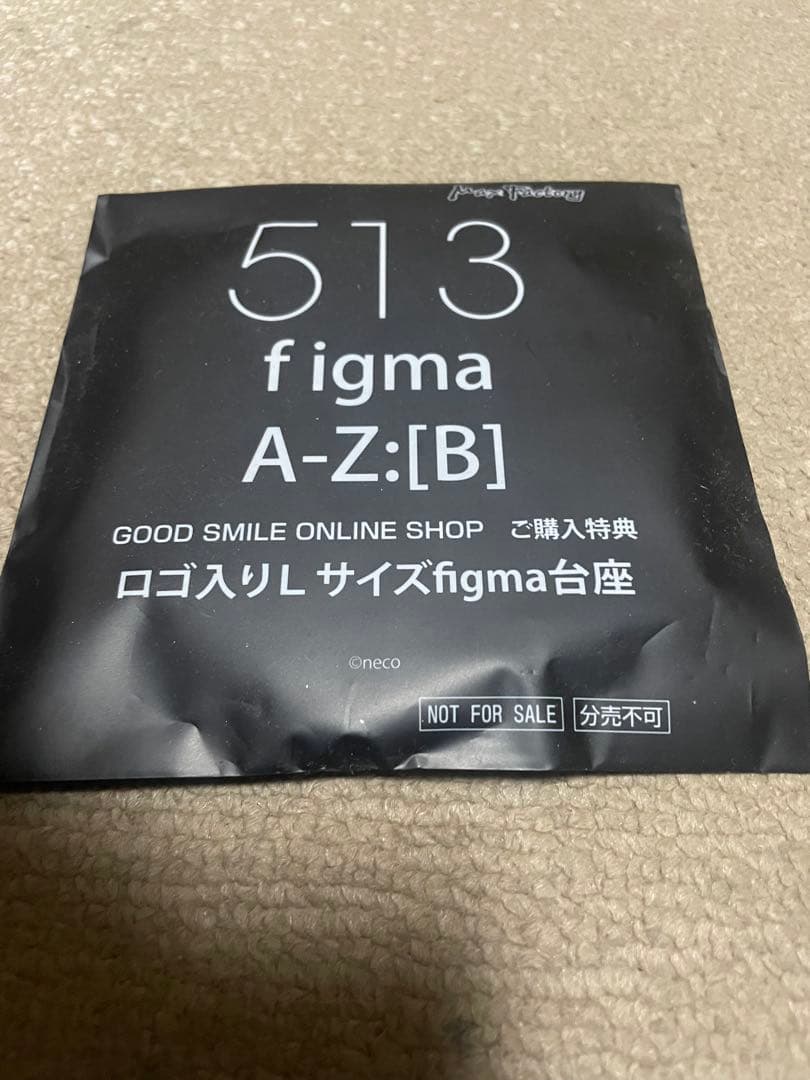 Max Factory
513
figma
A-Z:[B]
GOOD SMILE ONLINE SHOP ご購入特典
ロゴ入りL サイズfigma台座
©neco
NOT FOR SALE 分売不可